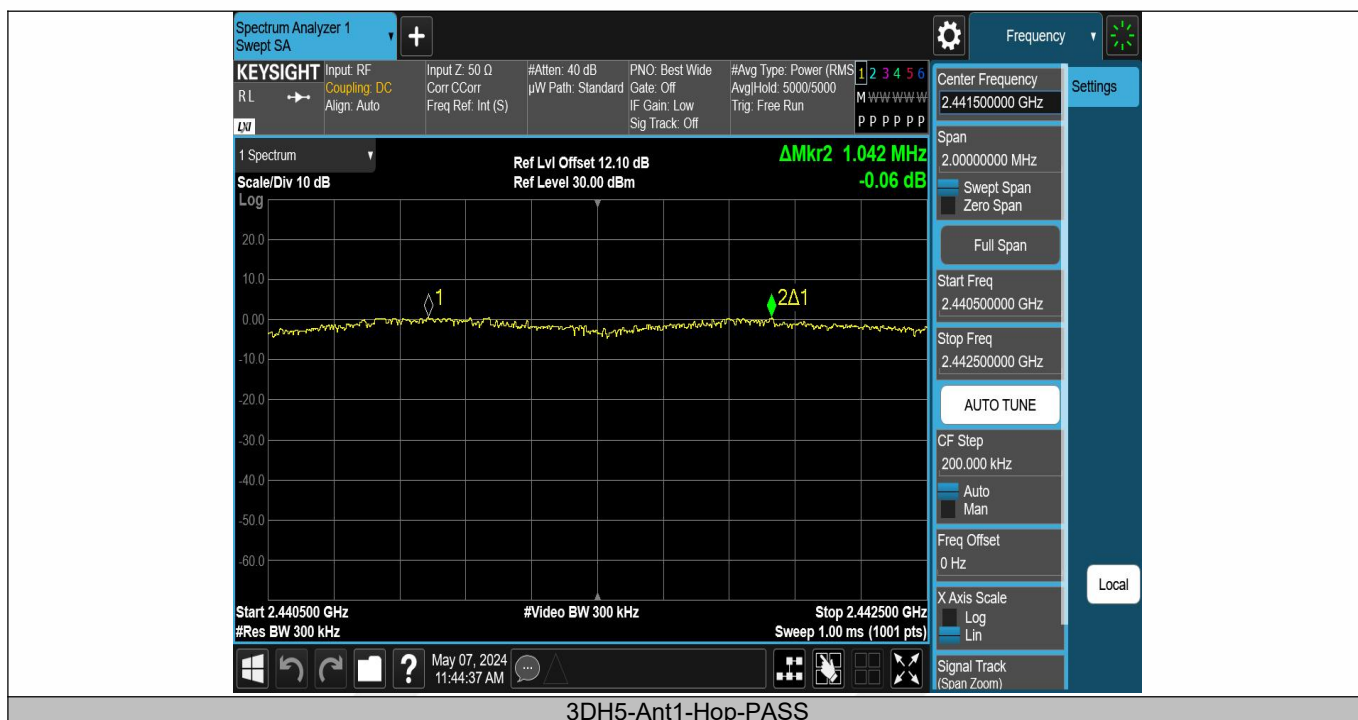 Spectrum Analyzer 1
Swept SA
+
Frequency
KEYSIGHT
RL
LXI
Input: RF
Coupling: DC
Align: Auto
Input Z: 50 Ω
Corr CCorr
Freq Ref: Int (S)
#Atten: 40 dB
µW Path: Standard
PNO: Best Wide
Gate: Off
IF Gain: Low
Sig Track: Off
#Avg Type: Power (RMS
Avg|Hold: 5000/5000
Trig: Free Run
1 2 3 4 5 6
M W W W W W
P P P P P P
1 Spectrum
Scale/Div 10 dB
Log
Ref Lvl Offset 12.10 dB
Ref Level 30.00 dBm
ΔMkr2 1.042 MHz
-0.06 dB
20.0
10.0
0.00
-10.0
-20.0
-30.0
-40.0
-50.0
-60.0
1
2Δ1
Start 2.440500 GHz
#Res BW 300 kHz
#Video BW 300 kHz
Stop 2.442500 GHz
Sweep 1.00 ms (1001 pts)
?
May 07, 2024
11:44:37 AM
Center Frequency
2.441500000 GHz
Settings
Span
2.00000000 MHz
Swept Span
Zero Span
Full Span
Start Freq
2.440500000 GHz
Stop Freq
2.442500000 GHz
AUTO TUNE
CF Step
200.000 kHz
Auto
Man
Freq Offset
0 Hz
X Axis Scale
Log
Lin
Local
Signal Track
(Span Zoom)
3DH5-Ant1-Hop-PASS